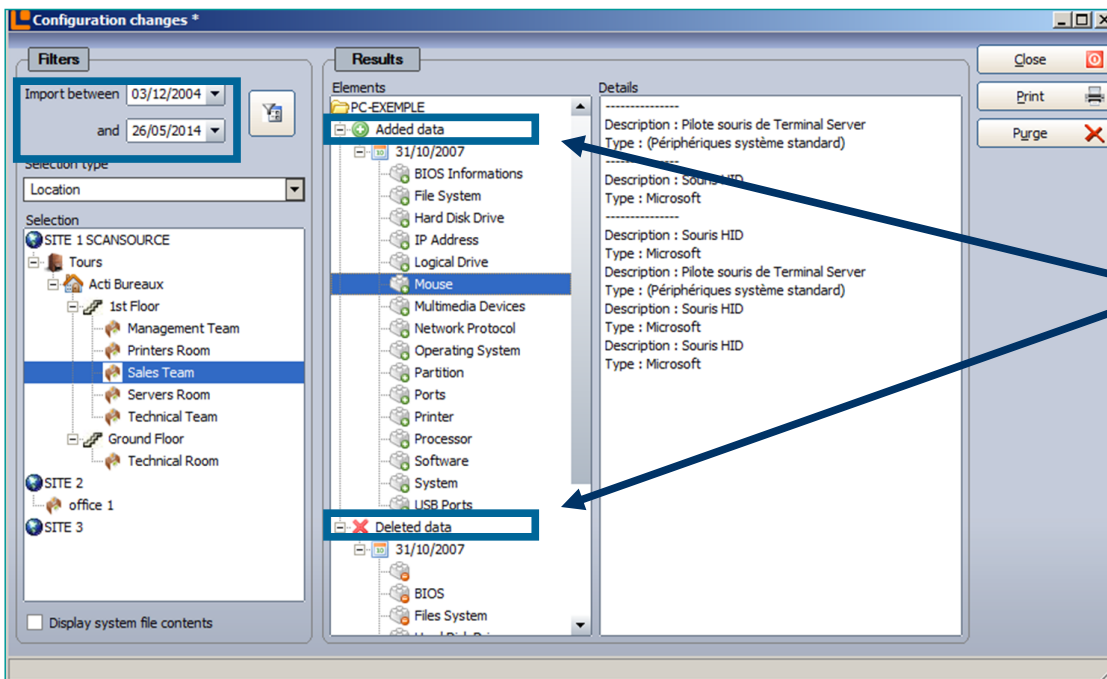 Configuration changes *
Filters
Import between 03/12/2004
and 26/05/2014
Selection type
Location
Selection
SITE 1 SCANSOURCE
Tours
Acti Bureaux
1st Floor
Management Team
Printers Room
Sales Team
Servers Room
Technical Team
Ground Floor
Technical Room
SITE 2
office 1
SITE 3
Display system file contents
Results
Elements
PC-EXEMPLE
Added data
31/10/2007
BIOS Informations
File System
Hard Disk Drive
IP Address
Logical Drive
Mouse
Multimedia Devices
Network Protocol
Operating System
Partition
Ports
Printer
Processor
Software
System
USB Ports
Deleted data
31/10/2007
BIOS
Files System
Hard Disk Drive
Details
---------------
Description : Pilote souris de Terminal Server
Type : (Périphériques système standard)
---------------
Description : Souris HID
Type : Microsoft
---------------
Description : Souris HID
Type : Microsoft
Description : Pilote souris de Terminal Server
Type : (Périphériques système standard)
Description : Souris HID
Type : Microsoft
Description : Souris HID
Type : Microsoft
Close
Print
Purge